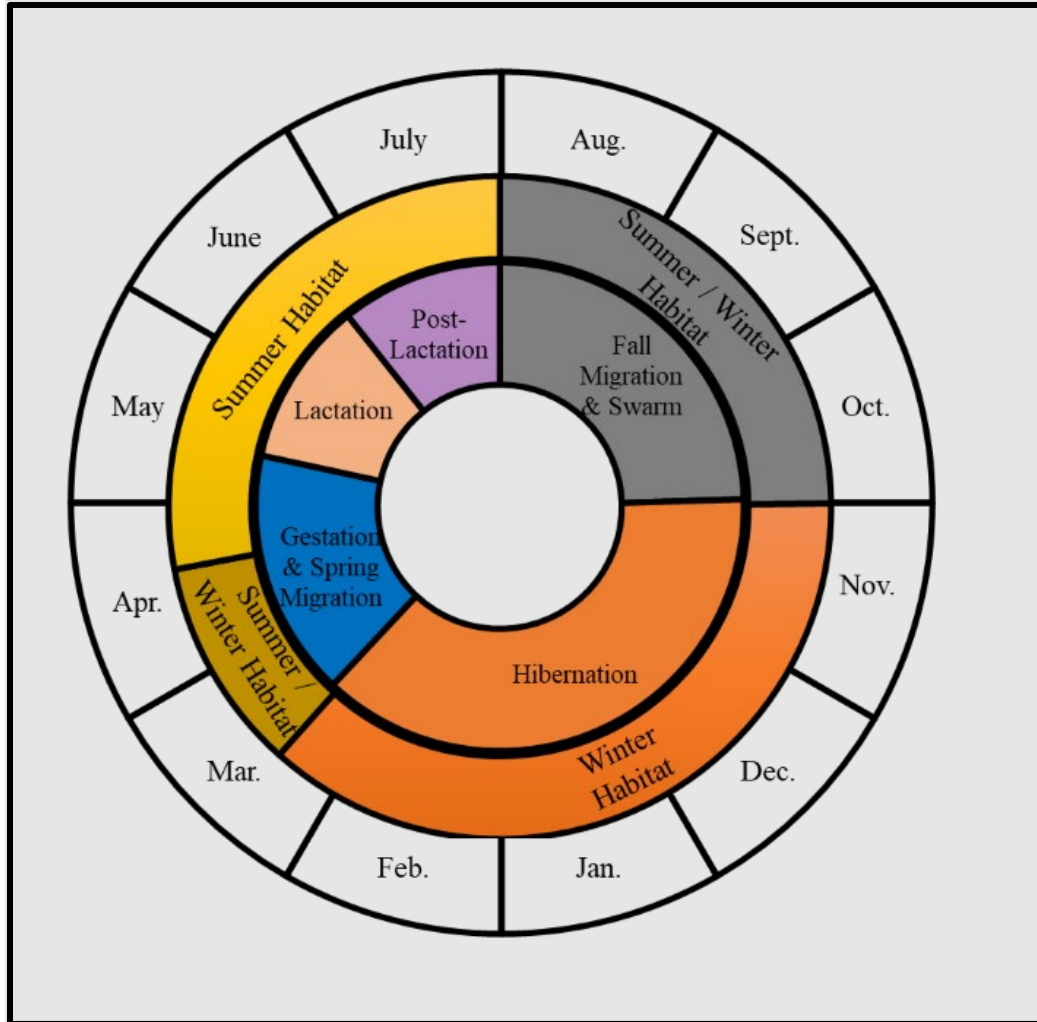 July
Aug.
June
Sept.
May
Oct.
Apr.
Nov.
Mar.
Dec.
Feb.
Jan.
Summer Habitat
Summer / Winter
Habitat
Summer /
Winter Habitat
Winter
Habitat
Post-
Lactation
Fall
Migration
& Swarm
Lactation
Gestation
& Spring
Migration
Hibernation